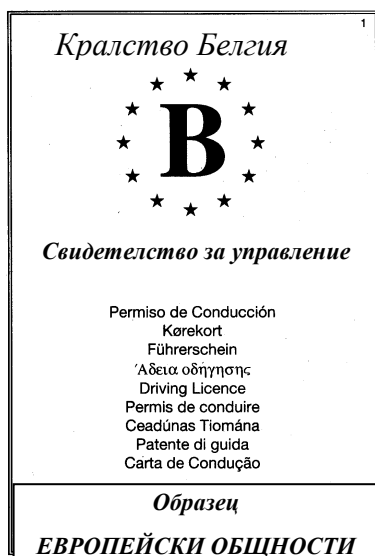 1
Кралство Белгия
B
Свидетелство за управление
Permiso de Conducción
Kørekort
Führerschein
Άδεια οδήγησης
Driving Licence
Permis de conduire
Ceadúnas Tiomána
Patente di guida
Carta de Condução
Образец
ЕВРОПЕЙСКИ ОБЩНОСТИ